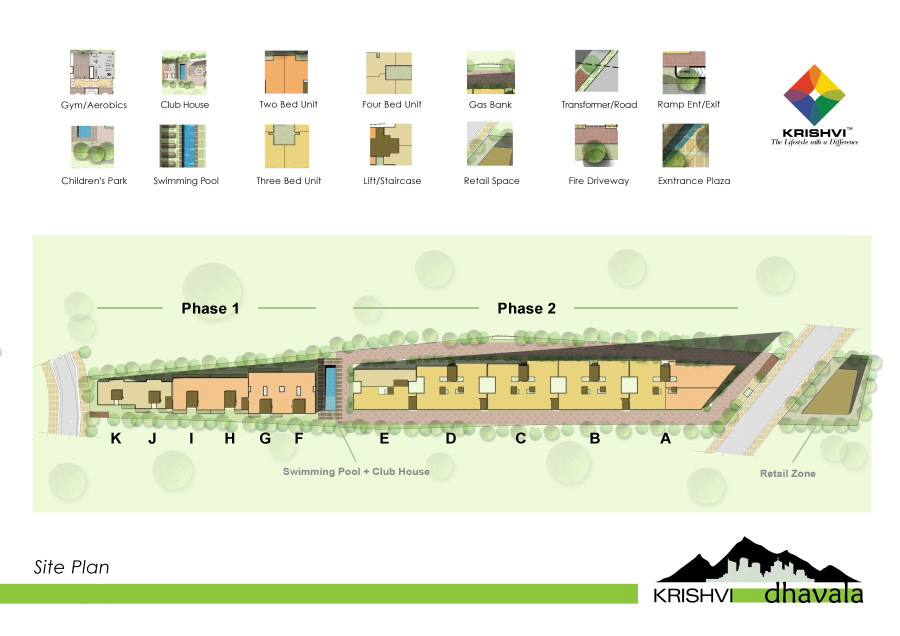 Gym/Aerobics Club House Two Bed Unit Four Bed Unit Gas Bank Transformer/Road Ramp Ent/Exit
KRISHVI™
The Lifestyle with a Difference
Children's Park Swimming Pool Three Bed Unit Lift/Staircase Retail Space Fire Driveway Exntrance Plaza
Phase 1 Phase 2
K J I H G F E D C B A
Swimming Pool + Club House Retail Zone
Site Plan
KRISHVI dhavala